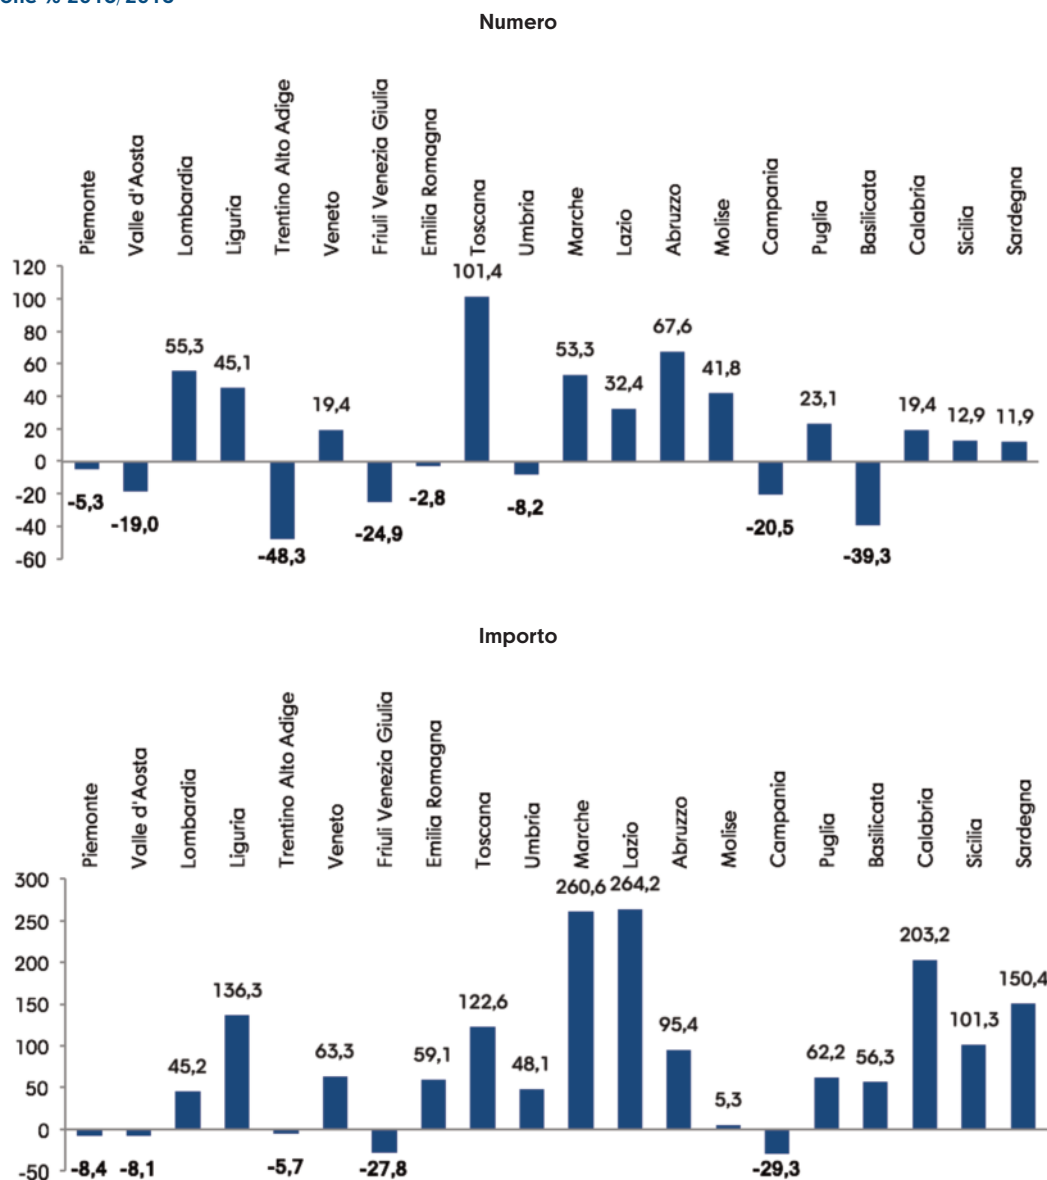 Numero
Piemonte
Valle d'Aosta
Lombardia
Liguria
Trentino Alto Adige
Veneto
Friuli Venezia Giulia
Emilia Romagna
Toscana
Umbria
Marche
Lazio
Abruzzo
Molise
Campania
Puglia
Basilicata
Calabria
Sicilia
Sardegna
120
100
80
60
40
20
0
-20
-40
-60
-5,3
-19,0
55,3
45,1
-48,3
19,4
-24,9
-2,8
101,4
-8,2
53,3
32,4
67,6
41,8
-20,5
23,1
-39,3
19,4
12,9
11,9
Importo
Piemonte
Valle d'Aosta
Lombardia
Liguria
Trentino Alto Adige
Veneto
Friuli Venezia Giulia
Emilia Romagna
Toscana
Umbria
Marche
Lazio
Abruzzo
Molise
Campania
Puglia
Basilicata
Calabria
Sicilia
Sardegna
300
250
200
150
100
50
0
-50
-8,4
-8,1
45,2
136,3
-5,7
63,3
-27,8
59,1
122,6
48,1
260,6
264,2
95,4
5,3
-29,3
62,2
56,3
203,2
101,3
150,4